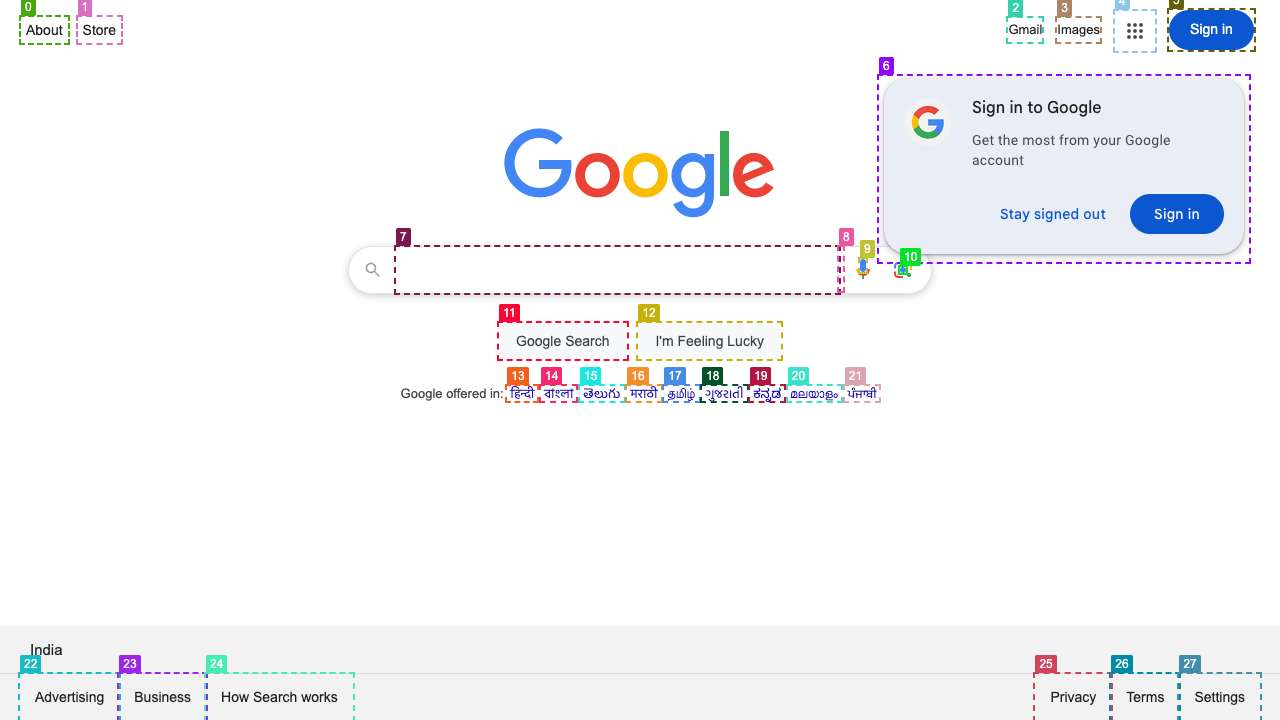 0 1 2 3 4 5
About Store Gmail Images Sign in
6
Sign in to Google
Get the most from your Google
account
Google
Stay signed out Sign in
7 8 9 10
11 12
Google Search I'm Feeling Lucky
13 14 15 16 17 18 19 20 21
Google offered in: हिन्दी বাংলা తెలుగు मराठी தமிழ் ગુજરાતી ಕನ್ನಡ മലയാളം ਪੰਜਾਬੀ
India
22 23 24 25 26 27
Advertising Business How Search works Privacy Terms Settings